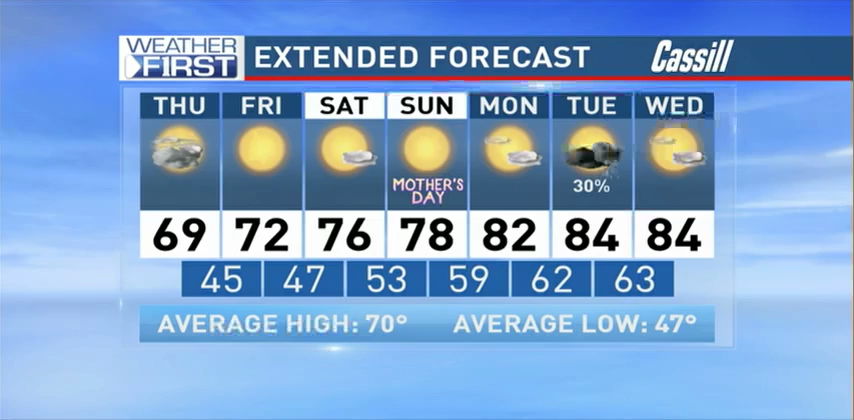 WEATHER
FIRST
EXTENDED FORECAST
Cassill
THU FRI SAT SUN MON TUE WED
MOTHER'S
DAY
30%
69 72 76 78 82 84 84
45 47 53 59 62 63
AVERAGE HIGH: 70° AVERAGE LOW: 47°